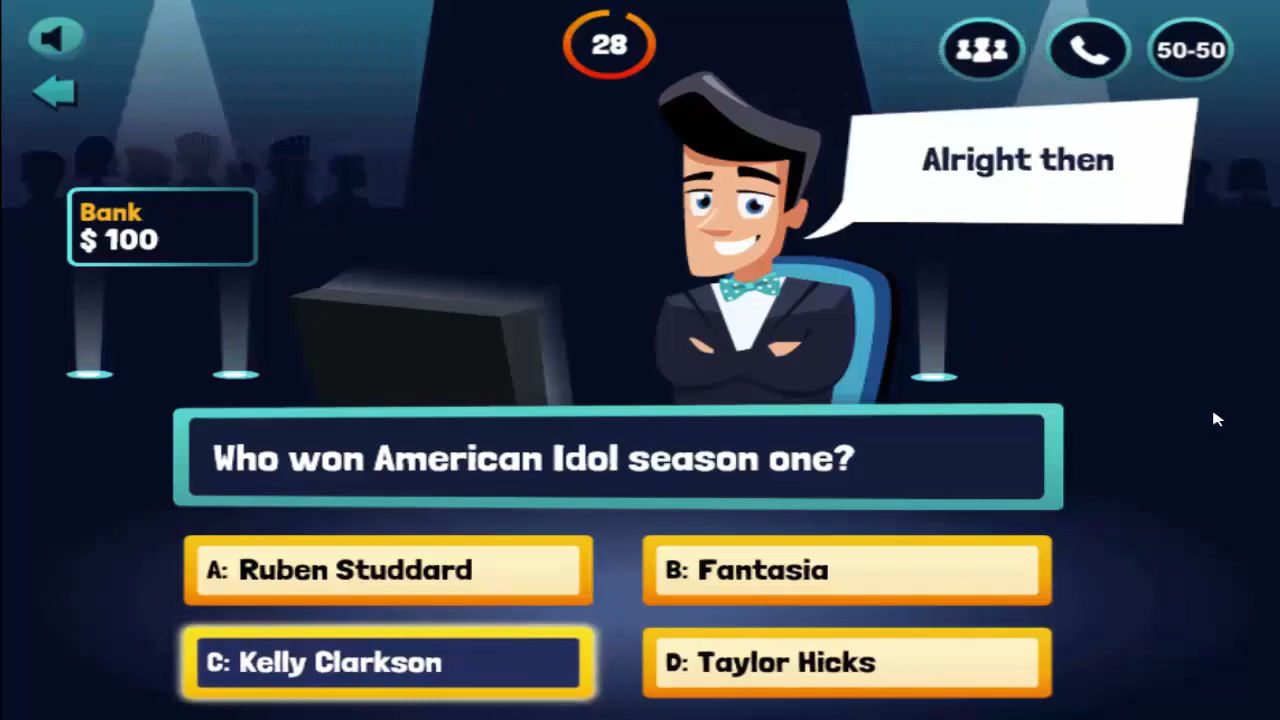 28
50-50
Alright then
Bank
$ 100
Who won American Idol season one?
A: Ruben Studdard
B: Fantasia
C: Kelly Clarkson
D: Taylor Hicks